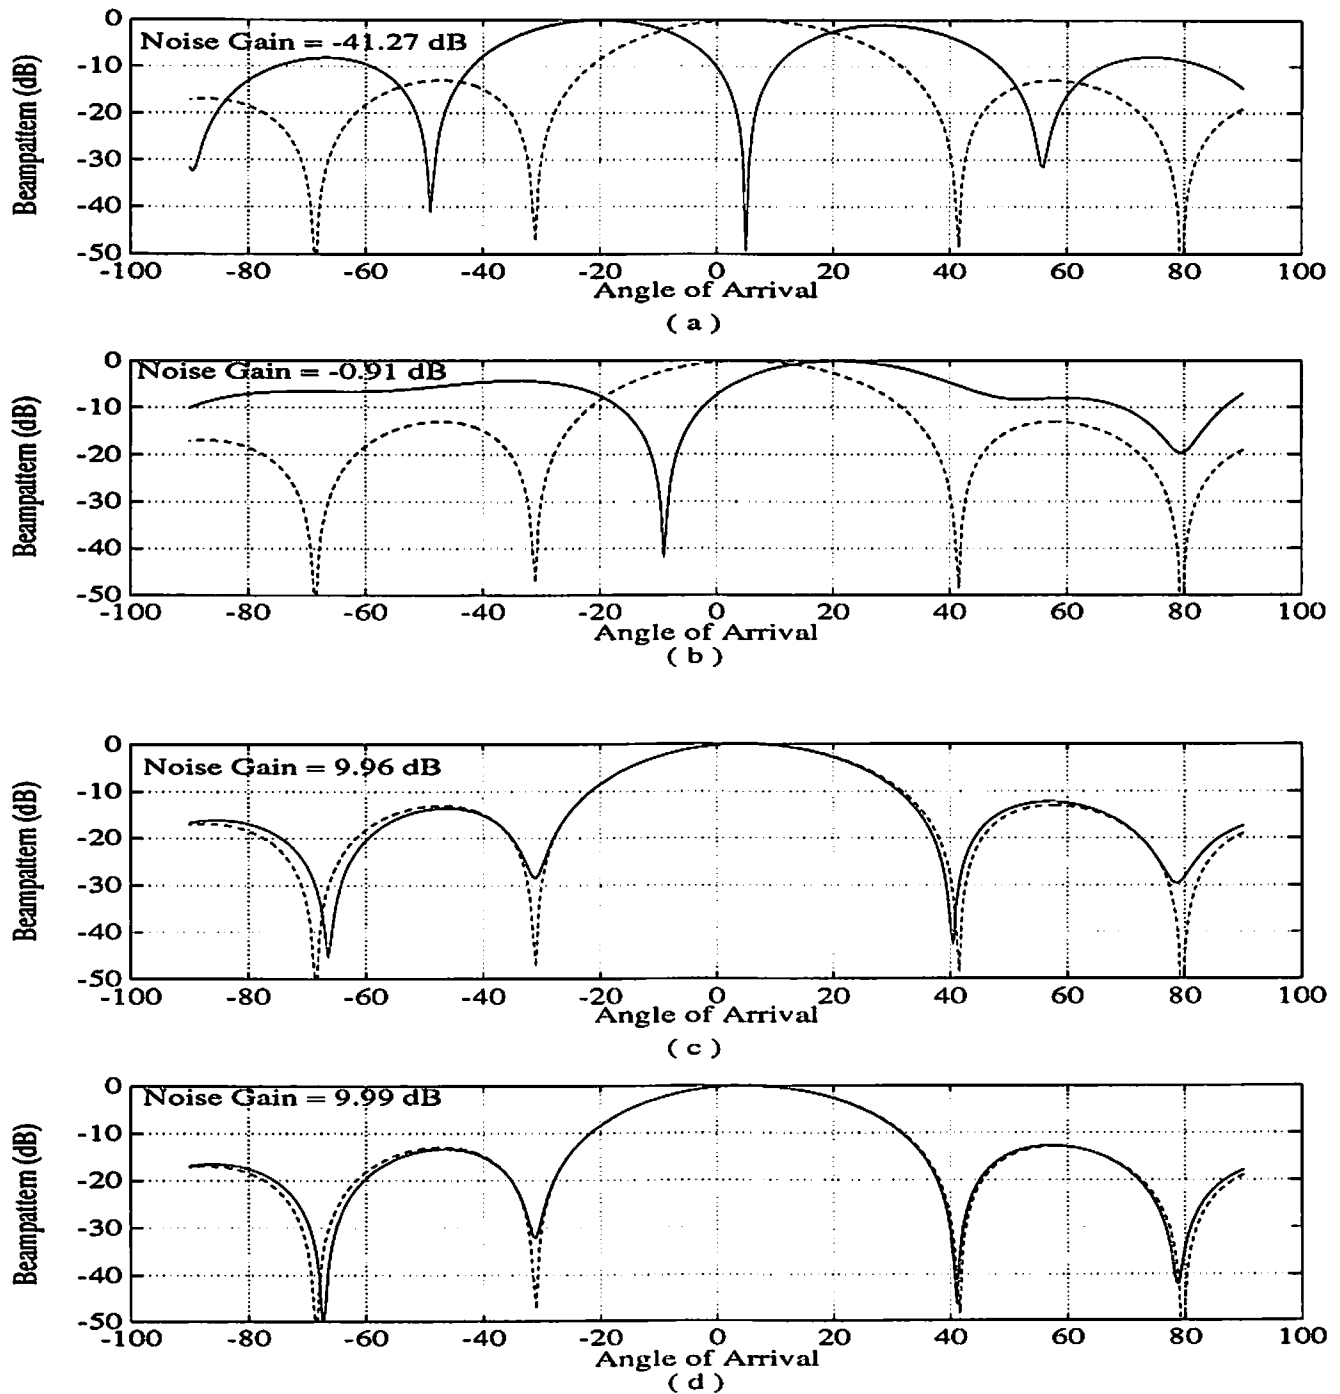 0
Noise Gain = -41.27 dB
-10
-20
-30
-40
-50
Beampattern (dB)
-100 -80 -60 -40 -20 0 20 40 60 80 100
Angle of Arrival
( a )
0
Noise Gain = -0.91 dB
-10
-20
-30
-40
-50
Beampattern (dB)
-100 -80 -60 -40 -20 0 20 40 60 80 100
Angle of Arrival
( b )
0
Noise Gain = 9.96 dB
-10
-20
-30
-40
-50
Beampattern (dB)
-100 -80 -60 -40 -20 0 20 40 60 80 100
Angle of Arrival
( c )
0
Noise Gain = 9.99 dB
-10
-20
-30
-40
-50
Beampattern (dB)
-100 -80 -60 -40 -20 0 20 40 60 80 100
Angle of Arrival
( d )